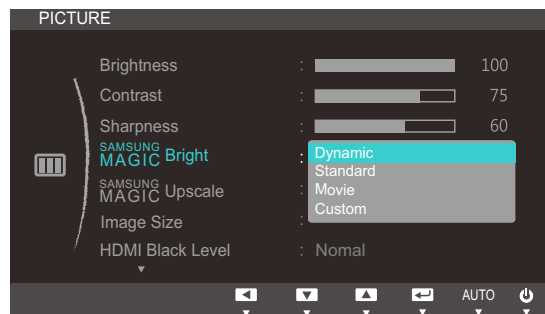 PICTURE
Brightness : 100
Contrast : 75
Sharpness : 60
SAMSUNG
MAGIC Bright : Dynamic
Standard
SAMSUNG
MAGIC Upscale : Movie
Custom
Image Size :
HDMI Black Level : Normal
AUTO